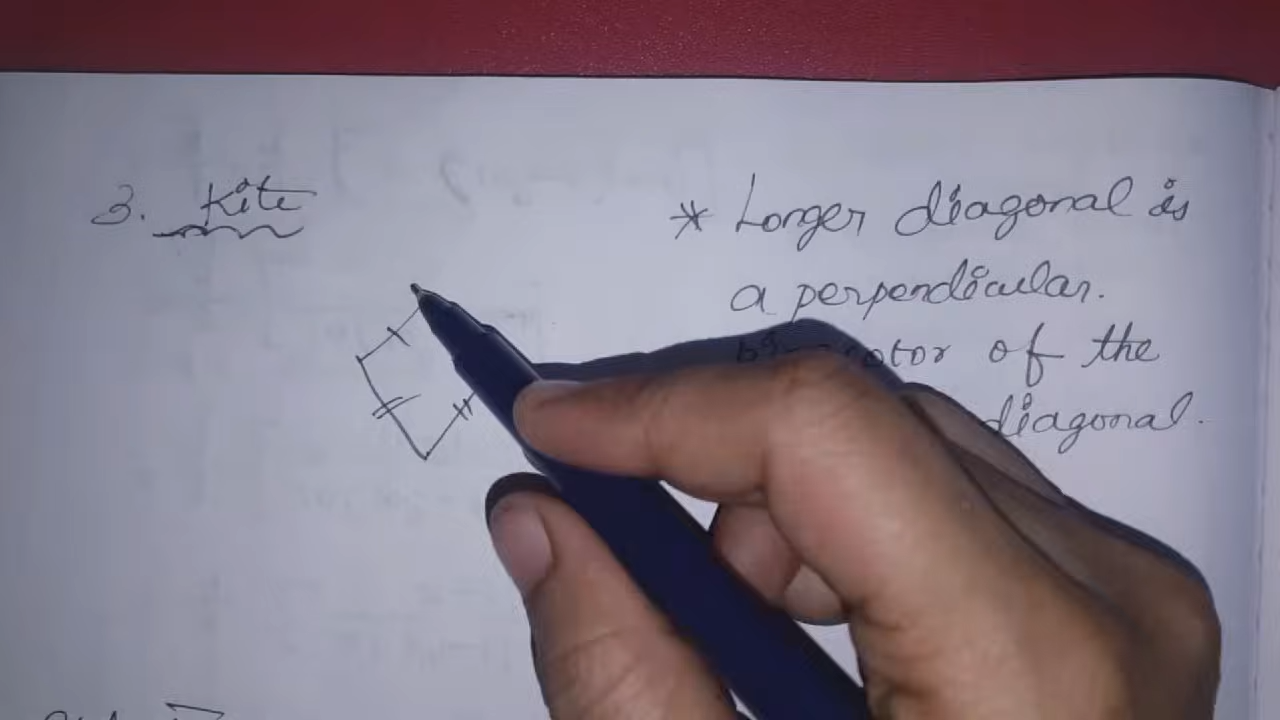 3. Kite
* Longer diagonal is
a perpendicular.
of the
diagonal.